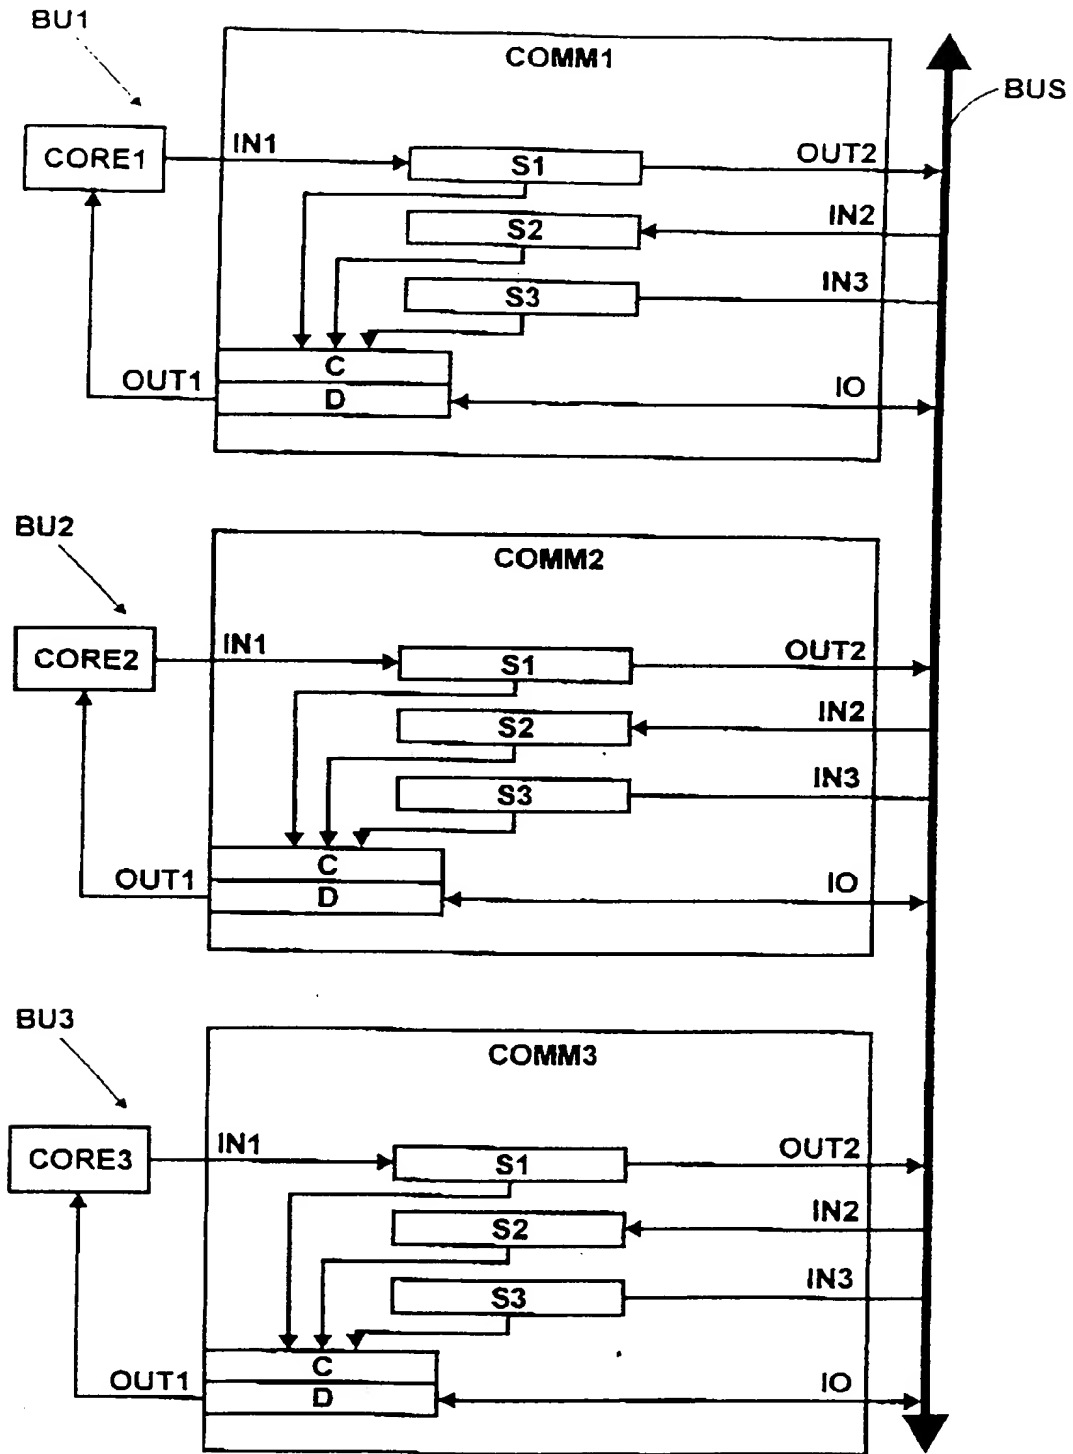 BU1
COMM1
BUS
CORE1
IN1
S1
OUT2
S2
IN2
S3
IN3
C
OUT1
D
IO
BU2
COMM2
CORE2
IN1
S1
OUT2
S2
IN2
S3
IN3
C
OUT1
D
IO
BU3
COMM3
CORE3
IN1
S1
OUT2
S2
IN2
S3
IN3
C
OUT1
D
IO